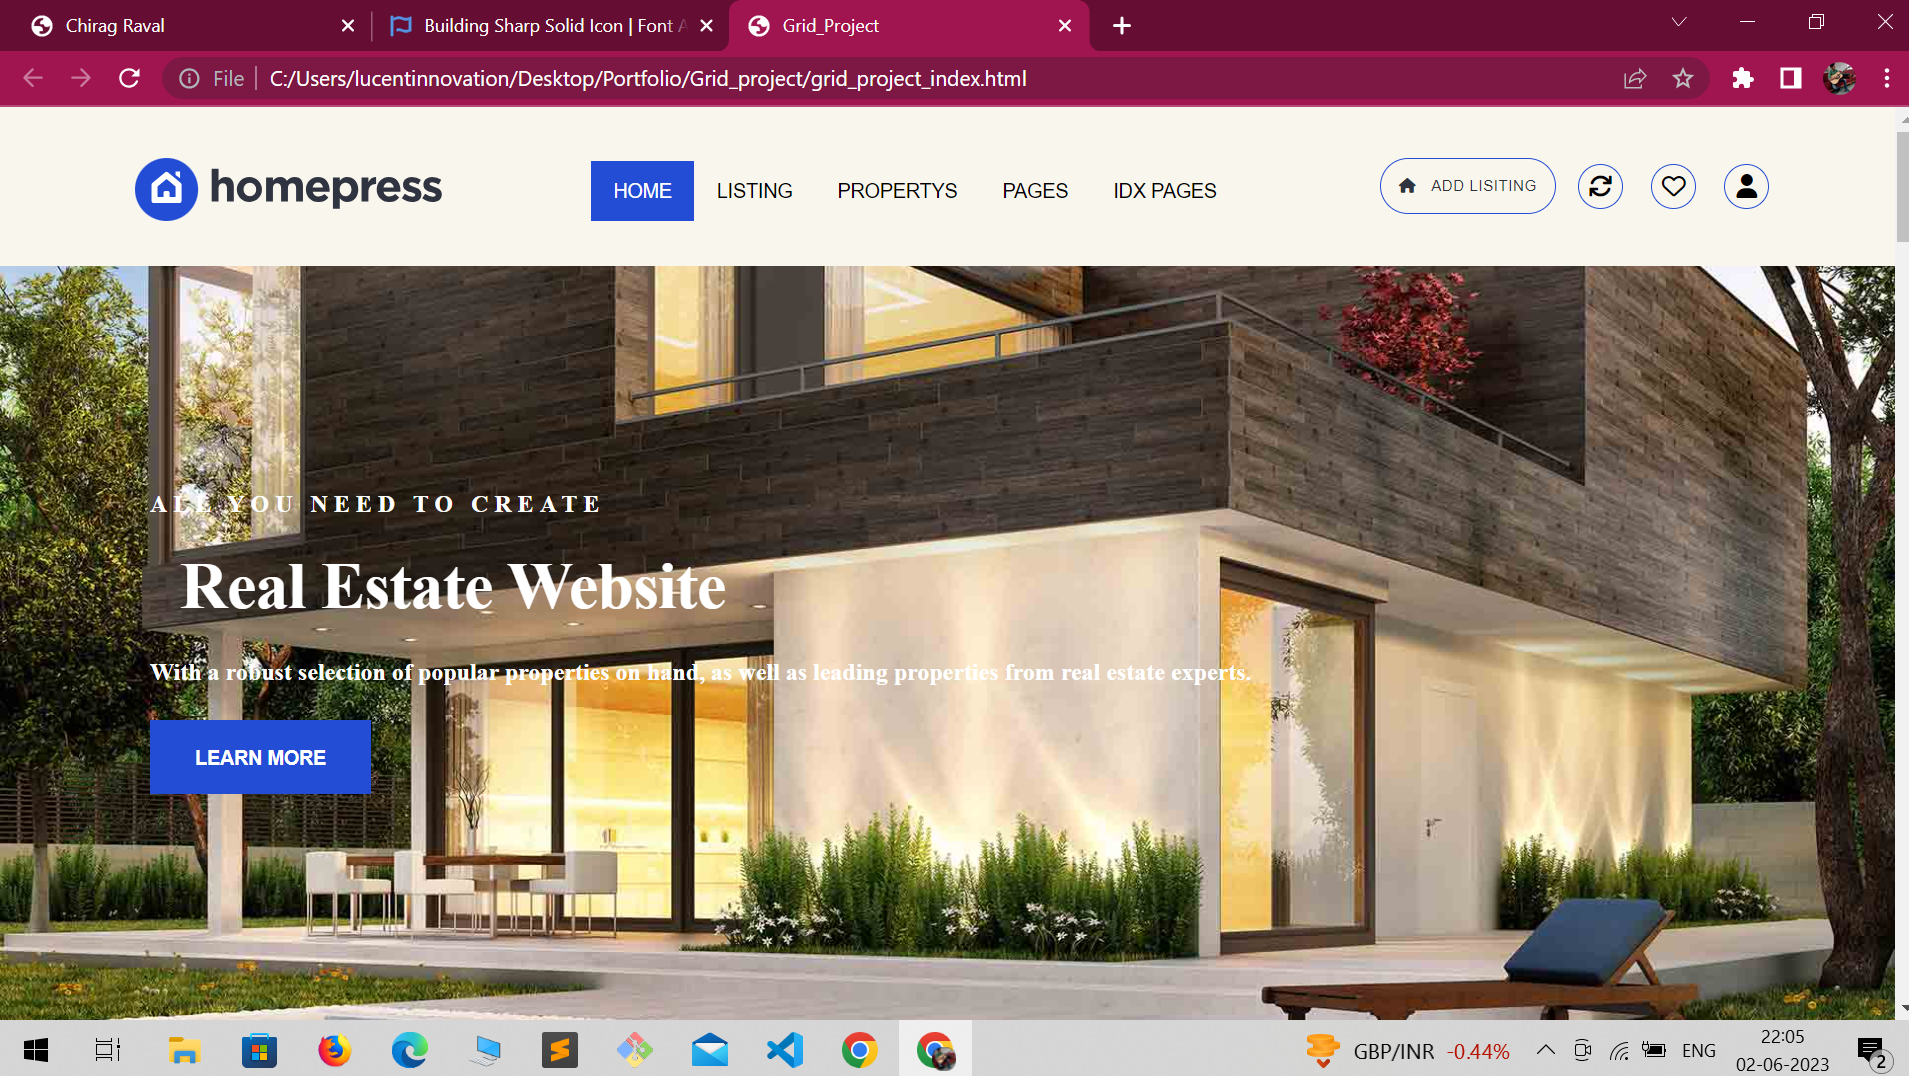 Chirag Raval
Building Sharp Solid Icon | Font A
Grid_Project
File
C:/Users/lucentinnovation/Desktop/Portfolio/Grid_project/grid_project_index.html
homepress
HOME
LISTING
PROPERTYS
PAGES
IDX PAGES
ADD LISITING
ALL YOU NEED TO CREATE
Real Estate Website
With a robust selection of popular properties on hand, as well as leading properties from real estate experts.
LEARN MORE
GBP/INR -0.44%
ENG
22:05
02-06-2023
2